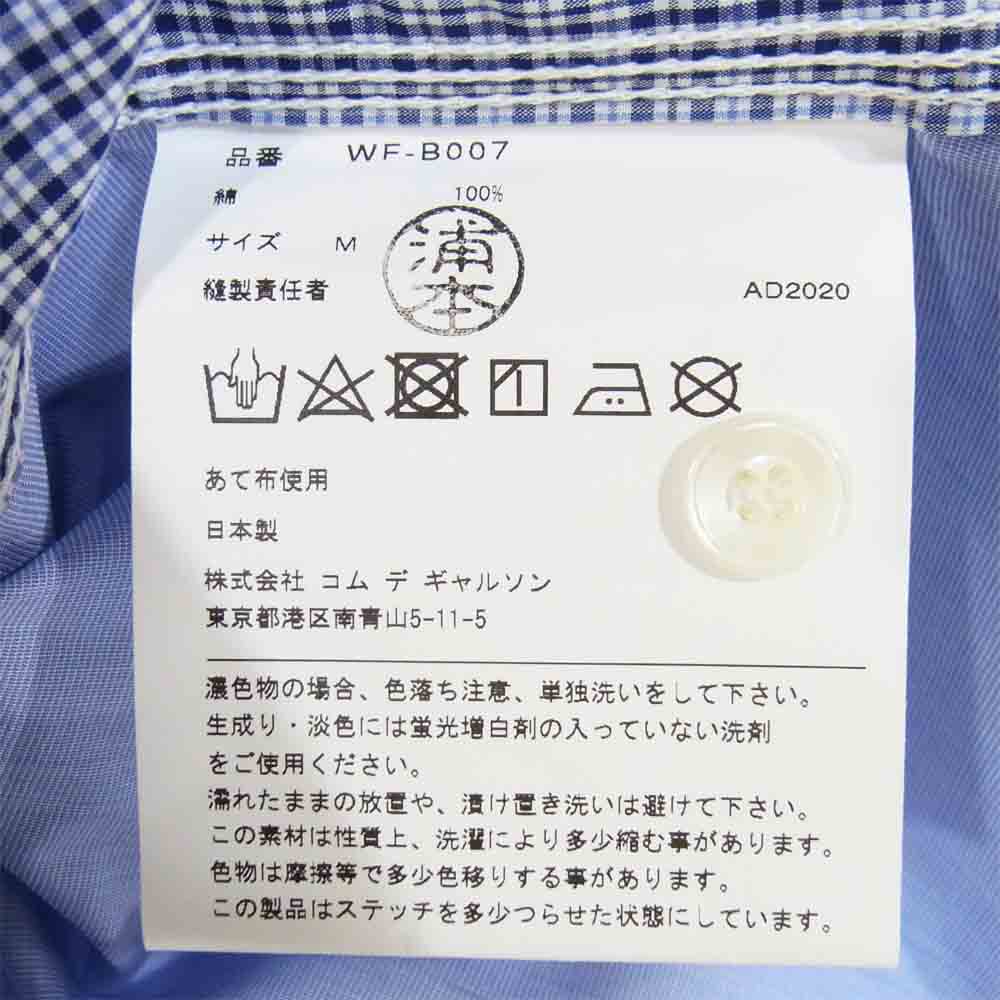 品番 WF-B007
綿 100%
サイズ M
浦本
縫製責任者 AD2020
あて布使用
日本製
株式会社 コム デ ギャルソン
東京都港区南青山5-11-5
濃色物の場合、色落ち注意、単独洗いをして下さい。
生成り・淡色には蛍光増白剤の入っていない洗剤
をご使用ください。
濡れたままの放置や、漬け置き洗いは避けて下さい。
この素材は性質上、洗濯により多少縮む事があります。
色物は摩擦等で多少色移りする事があります。
この製品はステッチを多少つらせた状態にしています。